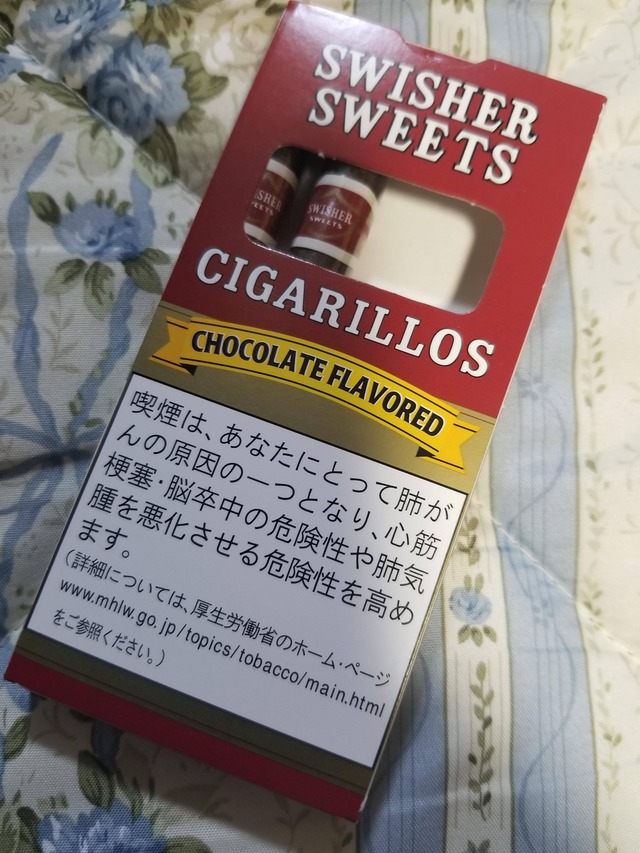 SWISHER
SWEETS
SWISHER
SWEETS
SWISHER
SWEETS
CIGARILLOS
CHOCOLATE FLAVORED
喫煙は、あなたにとって肺が
んの原因の一つとなり、心筋
梗塞・脳卒中の危険性や肺気
腫を悪化させる危険性を高め
ます。
(詳細については、厚生労働省のホーム・ページ
www.mhlw.go.jp/topics/tobacco/main.html
をご参照ください。)